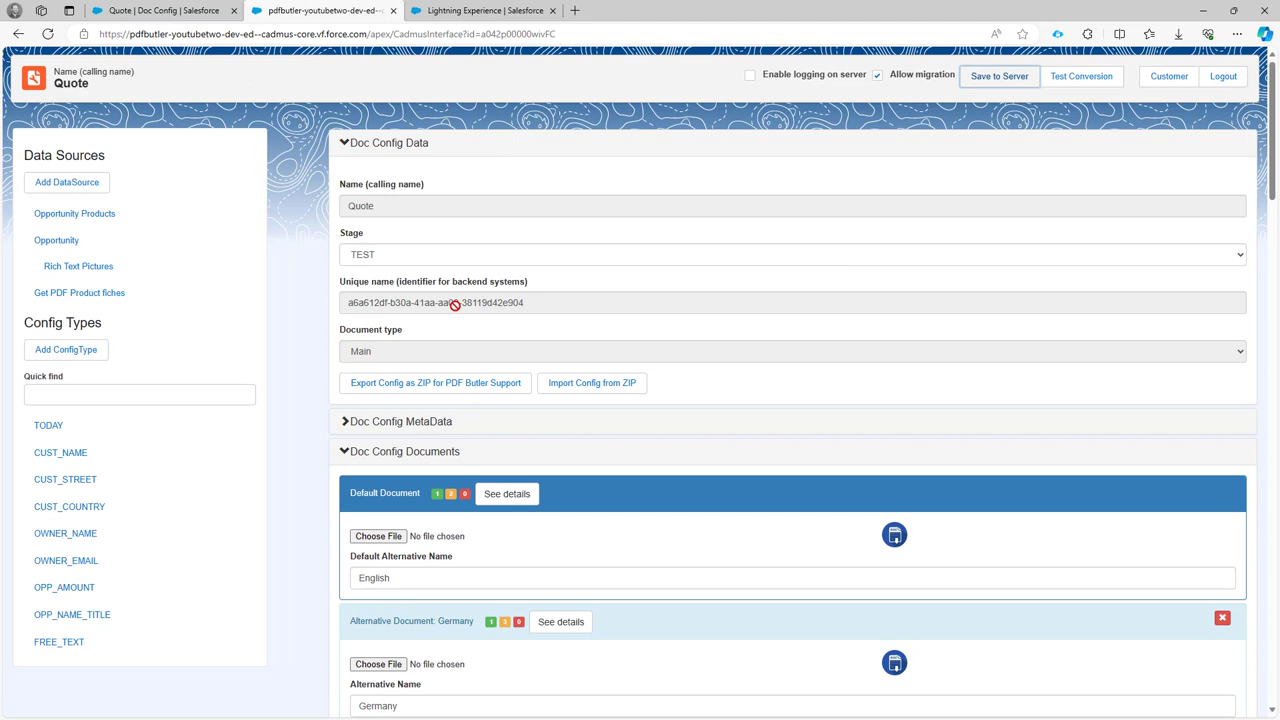 Quote | Doc Config | Salesforce
pdfbutler-youtubetwo-dev-ed--c
Lightning Experience | Salesforce
https://pdfbutler-youtubetwo-dev-ed--cadmus-core.vf.force.com/apex/CadmusInterface?id=a042p00000wivFC
Name (calling name)
Quote
Enable logging on server
Allow migration
Save to Server
Test Conversion
Customer
Logout
Data Sources
Add DataSource
Opportunity Products
Opportunity
Rich Text Pictures
Get PDF Product fiches
Config Types
Add ConfigType
Quick find
TODAY
CUST_NAME
CUST_STREET
CUST_COUNTRY
OWNER_NAME
OWNER_EMAIL
OPP_AMOUNT
OPP_NAME_TITLE
FREE_TEXT
Doc Config Data
Name (calling name)
Quote
Stage
TEST
Unique name (identifier for backend systems)
Document type
Main
Export Config as ZIP for PDF Butler Support
Import Config from ZIP
Doc Config MetaData
Doc Config Documents
Default Document 1 2 0 See details
Choose File No file chosen
Default Alternative Name
English
Alternative Document: Germany 1 3 0 See details
Choose File No file chosen
Alternative Name
Germany